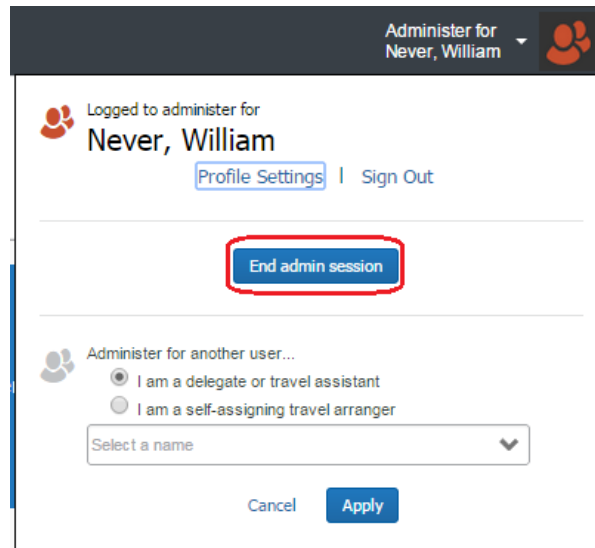 Administer for
Never, William
Logged to administer for
Never, William
Profile Settings | Sign Out
End admin session
Administer for another user...
I am a delegate or travel assistant
I am a self-assigning travel arranger
Select a name
Cancel Apply